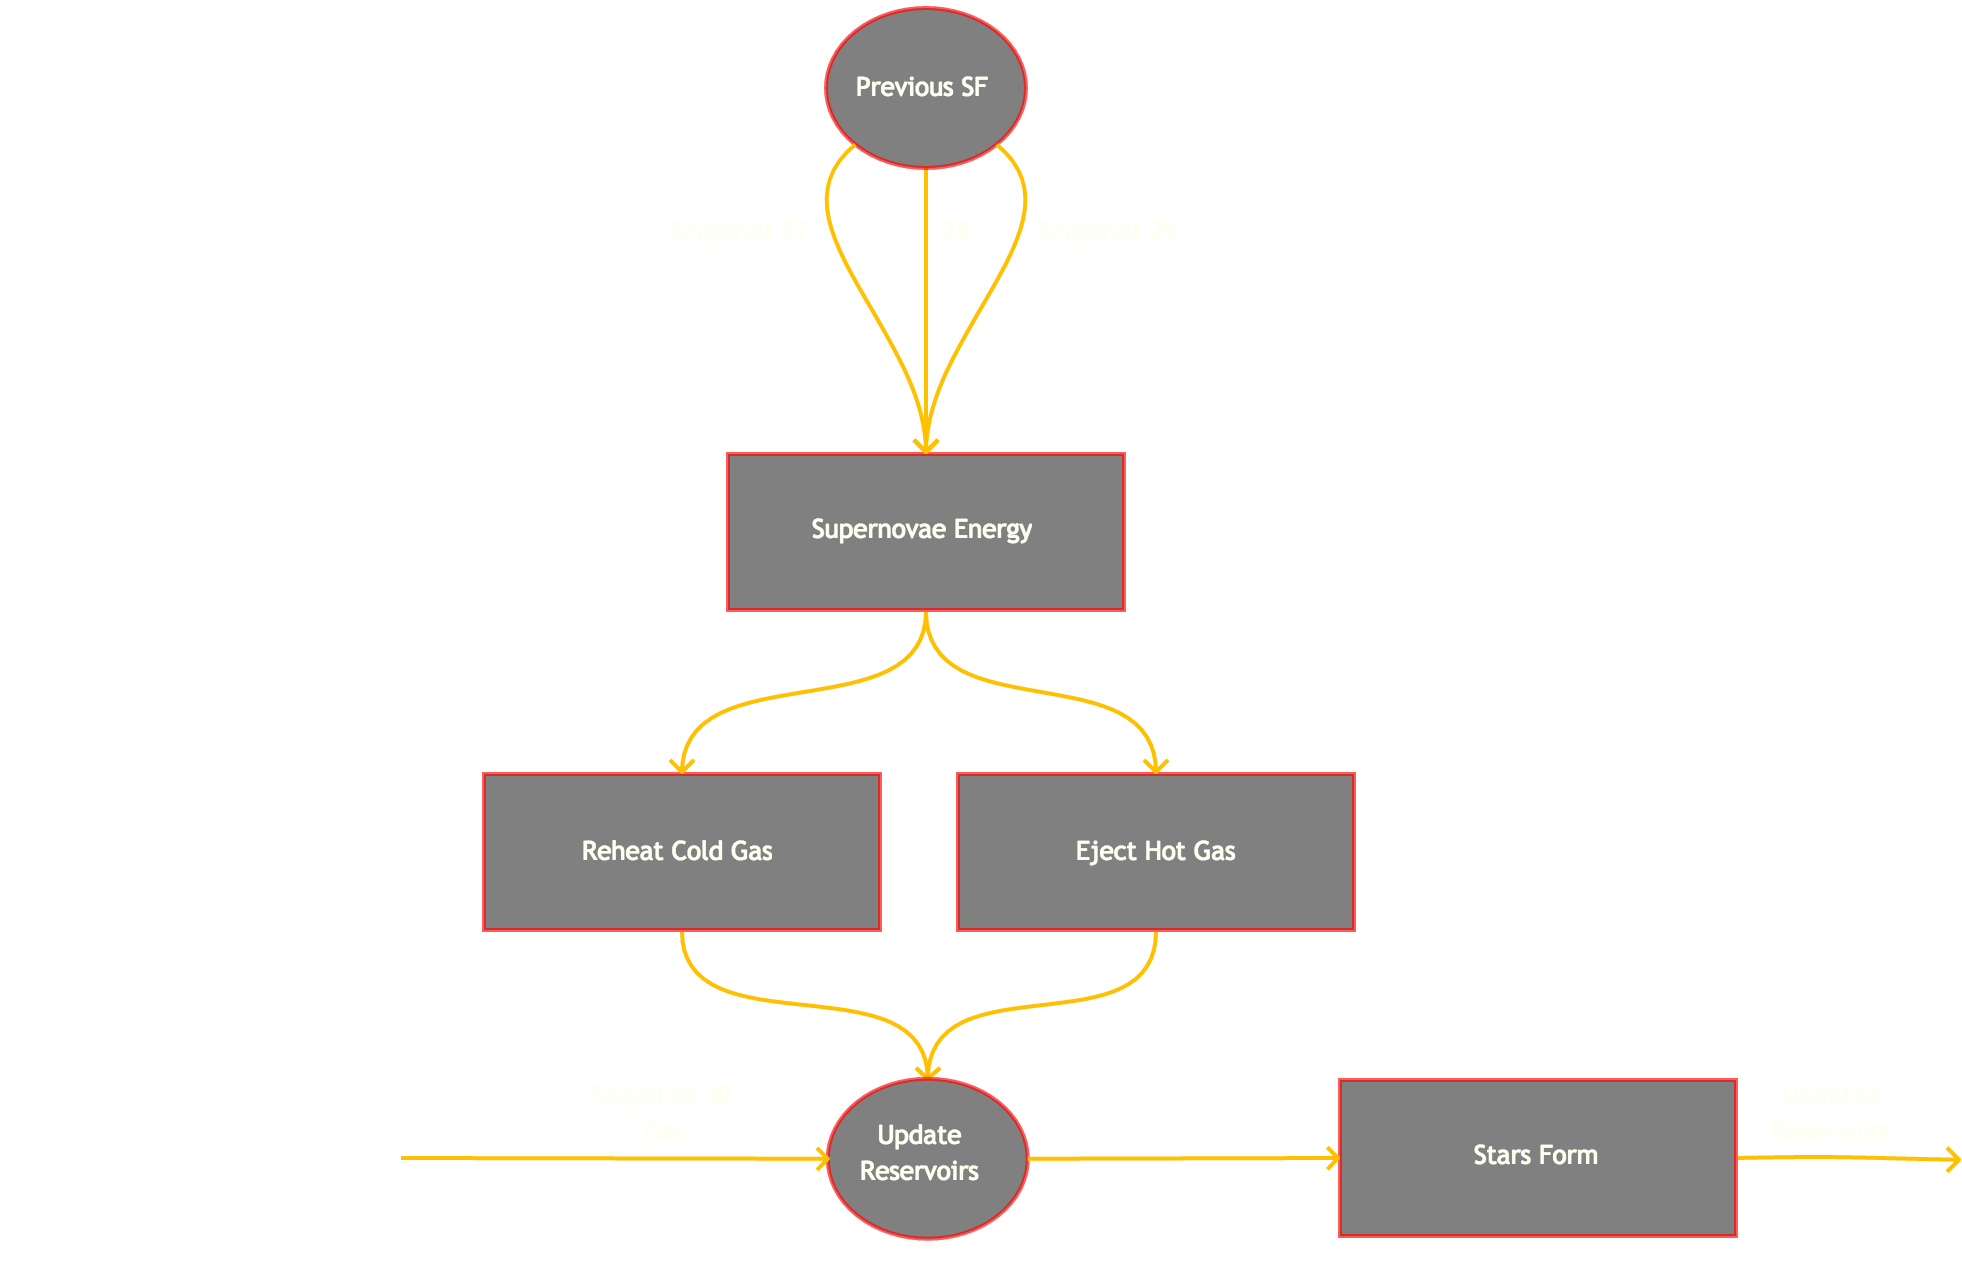 Previous SF
Snapshot 27
28
Snapshot 29
Supernovae Energy
Reheat Cold Gas
Eject Hot Gas
Snapshot 30
Gas
Update
Reservoirs
Stars Form
Updated
Reservoirs